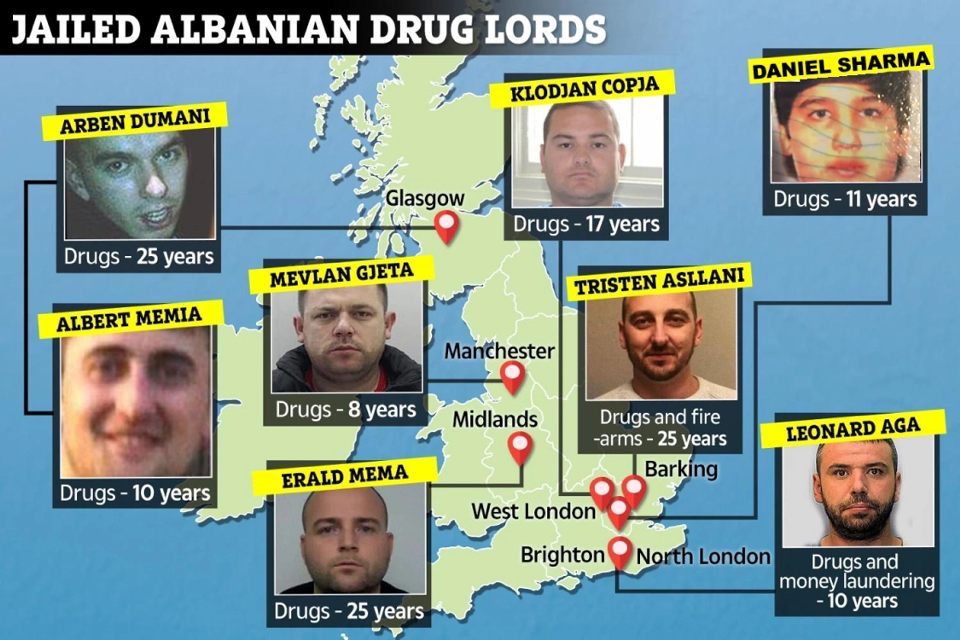 JAILED ALBANIAN DRUG LORDS
ARBEN DUMANI
Drugs - 25 years
KLODJAN COPJA
Drugs - 17 years
DANIEL SHARMA
Drugs - 11 years
Glasgow
ALBERT MEMIA
Drugs - 10 years
MEVLAN GJETA
Drugs - 8 years
TRISTEN ASLLANI
Drugs and fire
-arms - 25 years
Manchester
Midlands
ERALD MEMA
Drugs - 25 years
LEONARD AGA
Drugs and
money laundering
- 10 years
Barking
West London
Brighton
North London